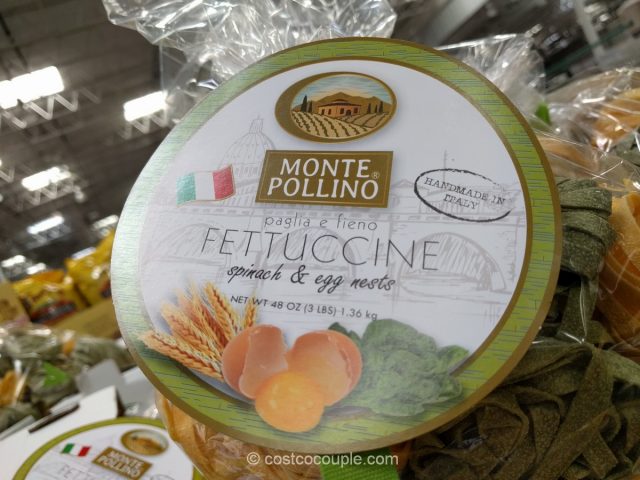 MONTE
POLLINO®
HANDMADE IN
ITALY
paglia e fieno
FETTUCCINE
spinach & egg nests
NET WT 48 OZ (3 LBS) 1.36 kg
MONTE
POLLINO
© costcocouple.com